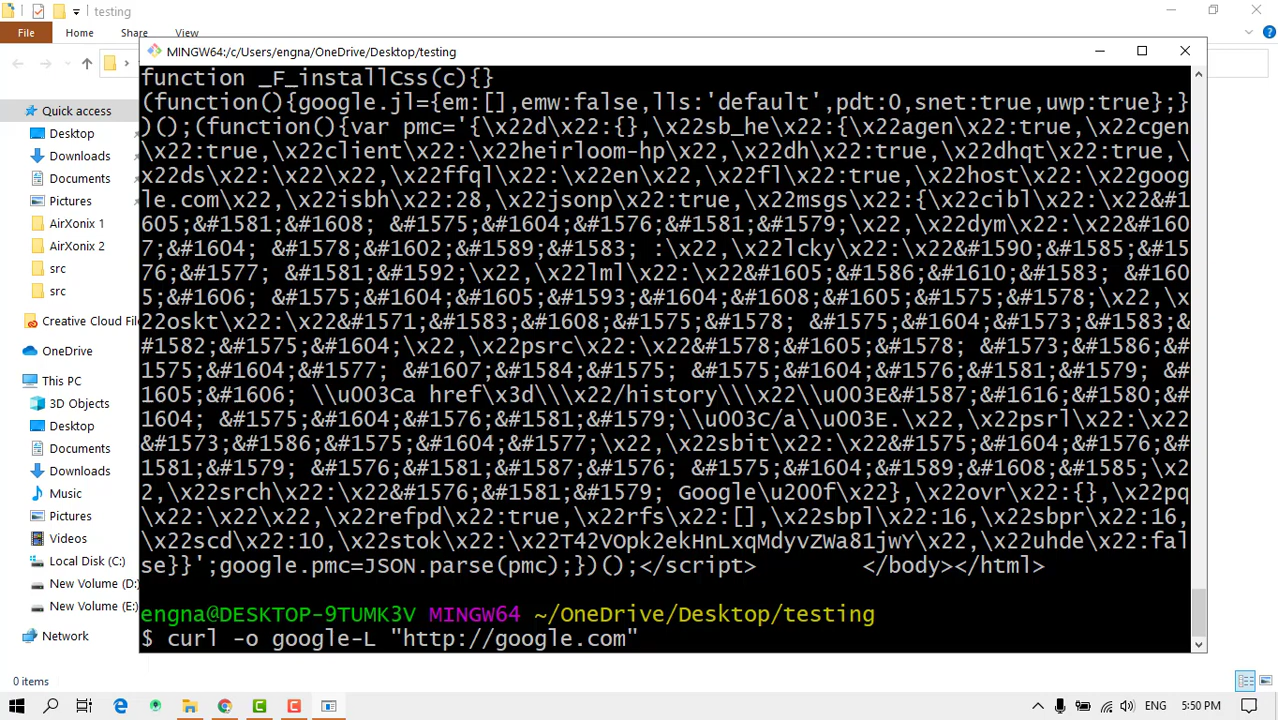 testing
File
Home
Share
View
Quick access
Desktop
Downloads
Documents
Pictures
AirXonix 1
AirXonix 2
src
src
Creative Cloud File
OneDrive
This PC
3D Objects
Desktop
Documents
Downloads
Music
Pictures
Videos
Local Disk (C:)
New Volume (D:)
New Volume (E:)
Network
0 items
MINGW64:/c/Users/engna/OneDrive/Desktop/testing
function _F_installCss(c){}
(function(){google.jl={em:[],emw:false,lls:'default',pdt:0,snet:true,uwp:true};}
)();(function(){var pmc='{\x22d\x22:{},\x22sb_he\x22:{\x22agen\x22:true,\x22cgen
\x22:true,\x22client\x22:\x22heirloom-hp\x22,\x22dh\x22:true,\x22dhqt\x22:true,\
x22ds\x22:\x22\x22,\x22ffql\x22:\x22en\x22,\x22fl\x22:true,\x22host\x22:\x22goog
le.com\x22,\x22isbh\x22:28,\x22jsonp\x22:true,\x22msgs\x22:{\x22cibl\x22:\x22&#1
605;&#1581;&#1608; &#1575;&#1604;&#1576;&#1581;&#1579;\x22,\x22dym\x22:\x22&#160
7;&#1604; &#1578;&#1602;&#1589;&#1583; :\x22,\x22lcky\x22:\x22&#1590;&#1585;&#15
76;&#1577; &#1581;&#1592;\x22,\x22lml\x22:\x22&#1605;&#1586;&#1610;&#1583; &#160
5;&#1606; &#1575;&#1604;&#1605;&#1593;&#1604;&#1608;&#1605;&#1575;&#1578;\x22,\x
22oskt\x22:\x22&#1571;&#1583;&#1608;&#1575;&#1578; &#1575;&#1604;&#1573;&#1583;&
#1582;&#1575;&#1604;\x22,\x22psrc\x22:\x22&#1578;&#1605;&#1578; &#1573;&#1586;&#
1575;&#1604;&#1577; &#1607;&#1584;&#1575; &#1575;&#1604;&#1576;&#1581;&#1579; &#
1605;&#1606; \\u003Ca href\x3d\\\x22/history\\\x22\\u003E&#1587;&#1616;&#1580;&#
1604; &#1575;&#1604;&#1576;&#1581;&#1579;\\u003C/a\\u003E.\x22,\x22psrl\x22:\x22
&#1573;&#1586;&#1575;&#1604;&#1577;\x22,\x22sbit\x22:\x22&#1575;&#1604;&#1576;&#
1581;&#1579; &#1576;&#1581;&#1587;&#1576; &#1575;&#1604;&#1589;&#1608;&#1585;\x2
2,\x22srch\x22:\x22&#1576;&#1581;&#1579; Google\u200f\x22},\x22ovr\x22:{},\x22pq
\x22:\x22\x22,\x22refpd\x22:true,\x22rfs\x22:[],\x22sbpl\x22:16,\x22sbpr\x22:16,
\x22scd\x22:10,\x22stok\x22:\x22T42VOpk2ekHnLxqMdyvZWa81jwY\x22,\x22uhde\x22:fal
se}}';google.pmc=JSON.parse(pmc);})();</script> </body></html>
engna@DESKTOP-9TUMK3V MINGW64 ~/OneDrive/Desktop/testing
$ curl -o google-L "http://google.com"
ENG
5:50 PM